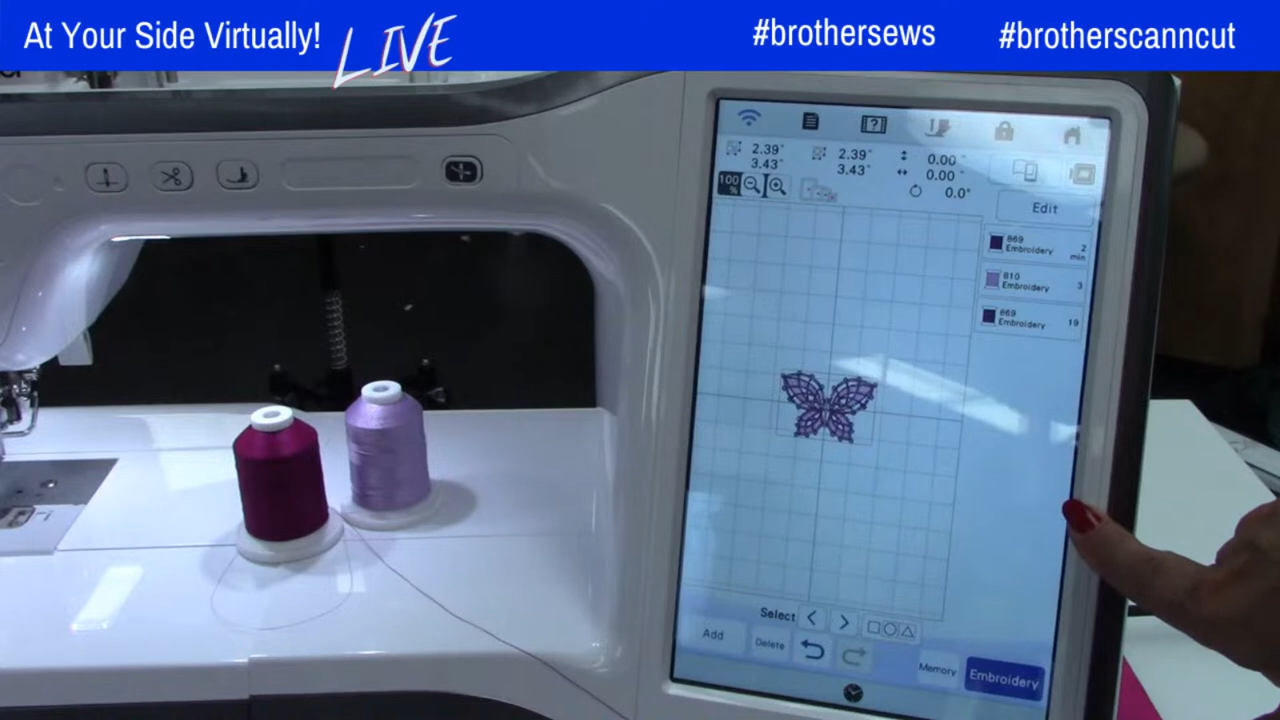 At Your Side Virtually! LIVE #brothersews #brotherscanncut
2.39" 2.39" 0.00"
3.43" 3.43" 0.00"
100 % 0.0°
Edit
869 Embroidery 2 min
810 Embroidery 3
869 Embroidery 19
Select < >
Add Delete
Memory Embroidery